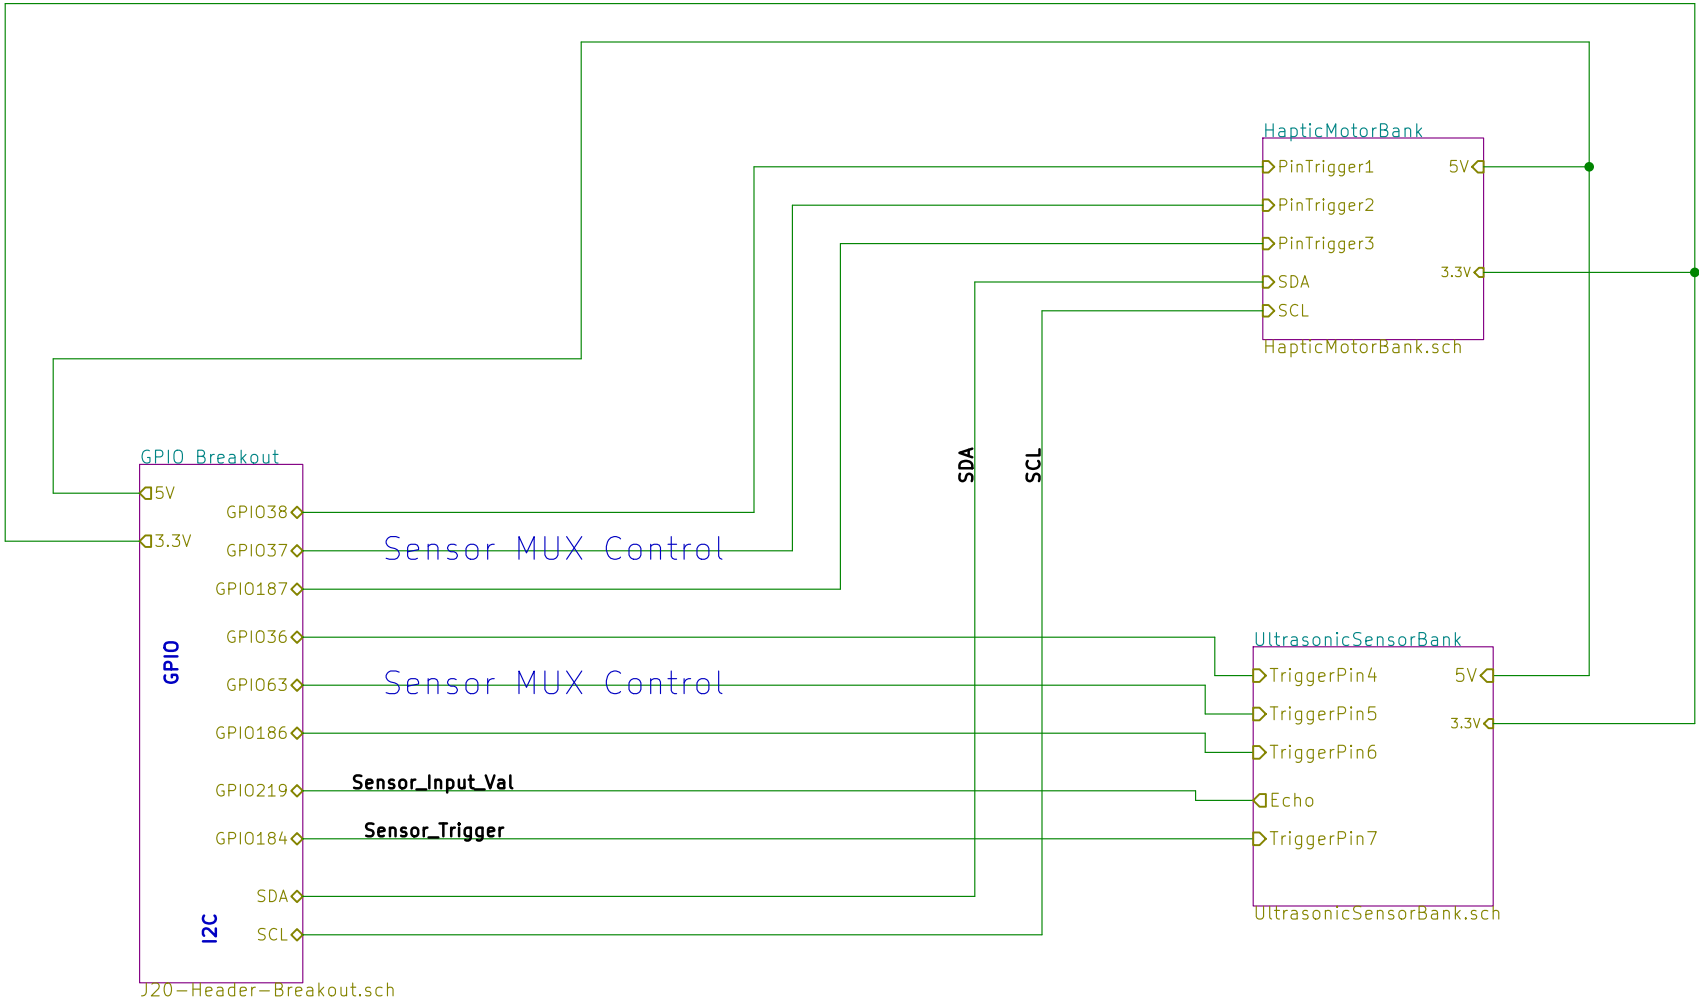 HapticMotorBank
PinTrigger1
5V
PinTrigger2
PinTrigger3
3.3V
SDA
SCL
HapticMotorBank.sch
GPIO Breakout
SDA
SCL
5V
GPIO38
3.3V
GPIO37
Sensor MUX Control
GPIO187
GPIO36
GPIO
GPIO63
Sensor MUX Control
GPIO186
Sensor_Input_Val
GPIO219
Sensor_Trigger
GPIO184
SDA
I2C
SCL
J20-Header-Breakout.sch
UltrasonicSensorBank
TriggerPin4
5V
TriggerPin5
3.3V
TriggerPin6
Echo
TriggerPin7
UltrasonicSensorBank.sch